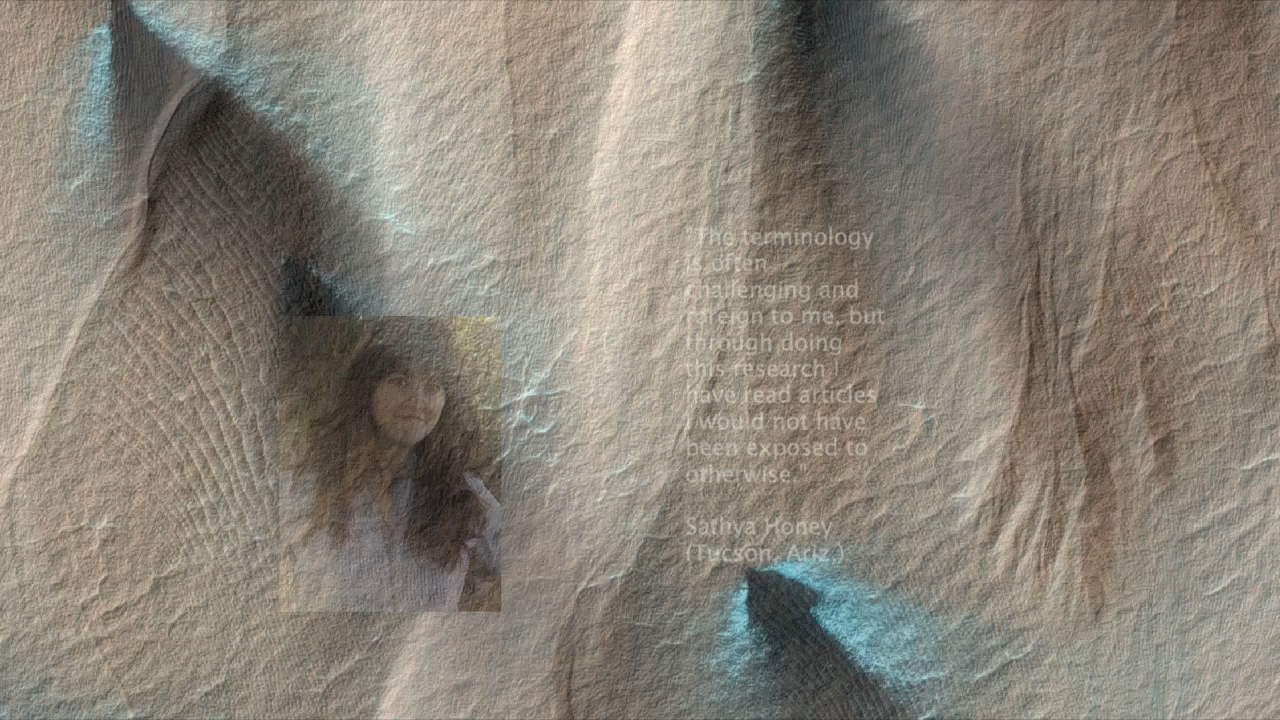 "The terminology
is often
challenging and
foreign to me, but
through doing
this research I
have read articles
I would not have
been exposed to
otherwise."
Sathya Honey
(Tucson, Ariz.)